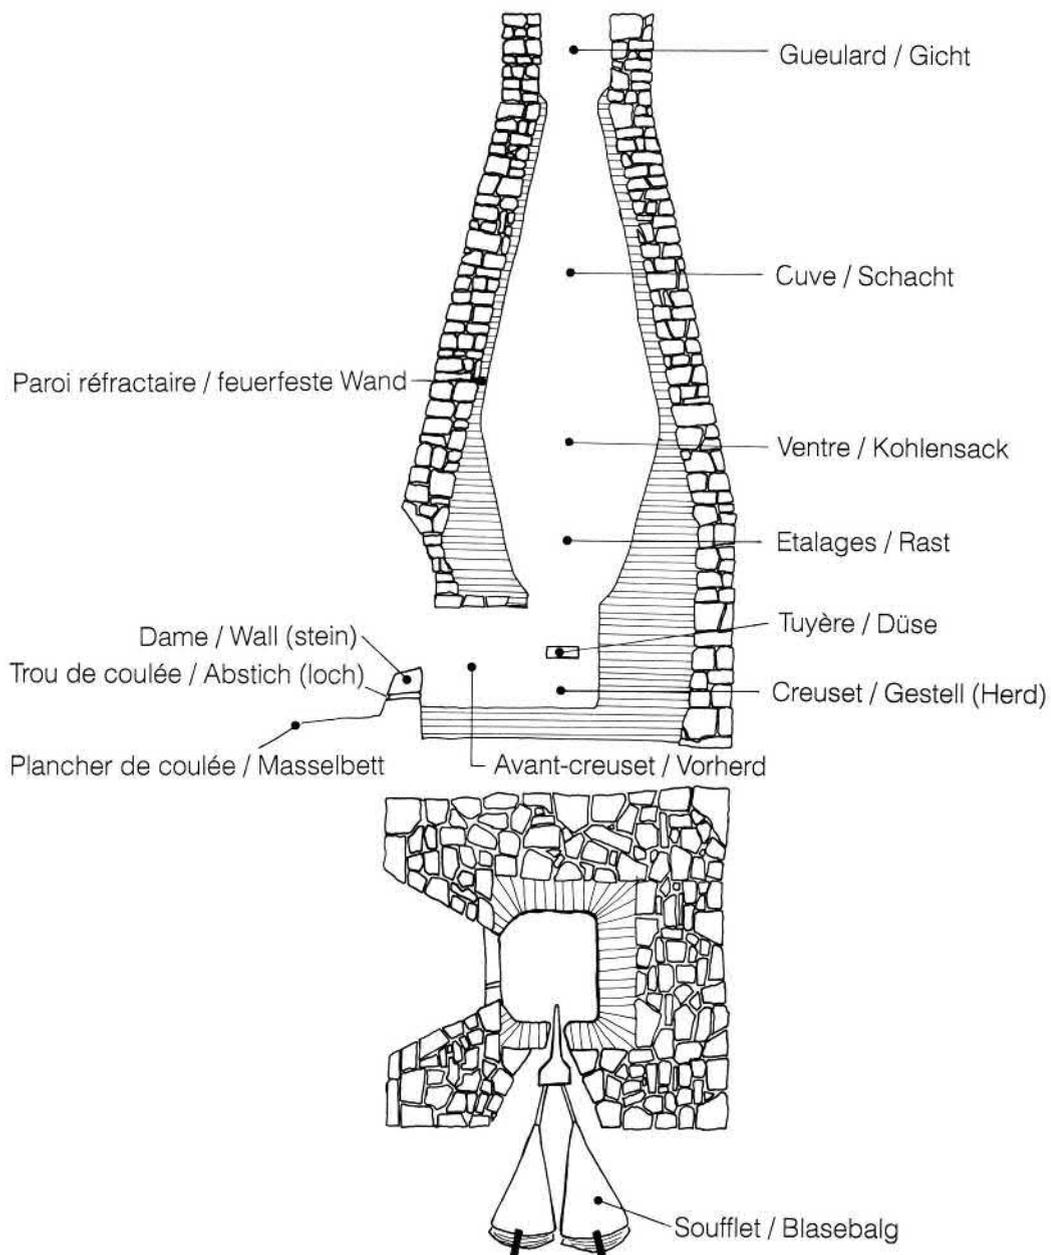 Gueulard / Gicht
Cuve / Schacht
Paroi réfractaire / feuerfeste Wand
Ventre / Kohlensack
Etalages / Rast
Tuyère / Düse
Dame / Wall (stein)
Trou de coulée / Abstich (loch)
Creuset / Gestell (Herd)
Plancher de coulée / Masselbett
Avant-creuset / Vorherd
Soufflet / Blasebalg